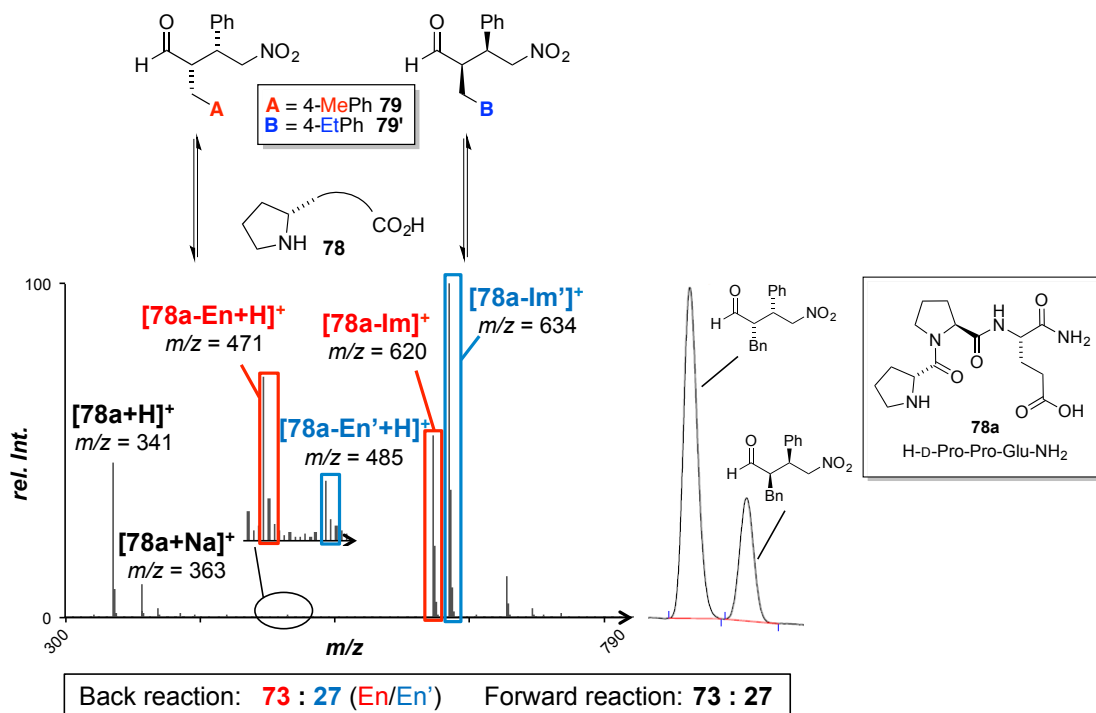 Ph
O
NO2
H
A
Ph
O
NO2
H
B
A = 4-MePh 79
B = 4-EtPh 79'
NH
CO2H
78
100
[78a-En+H]+
m/z = 471
[78a-Im]+
m/z = 620
[78a-Im']+
m/z = 634
[78a+H]+
m/z = 341
[78a-En'+H]+
m/z = 485
[78a+Na]+
m/z = 363
rel. Int.
0
300
m/z
790
Ph
O
NO2
H
Bn
Ph
O
NO2
H
Bn
H
N
O
NH2
N
O
O
NH
O
OH
78a
H-D-Pro-Pro-Glu-NH2
Back reaction: 73 : 27 (En/En') Forward reaction: 73 : 27